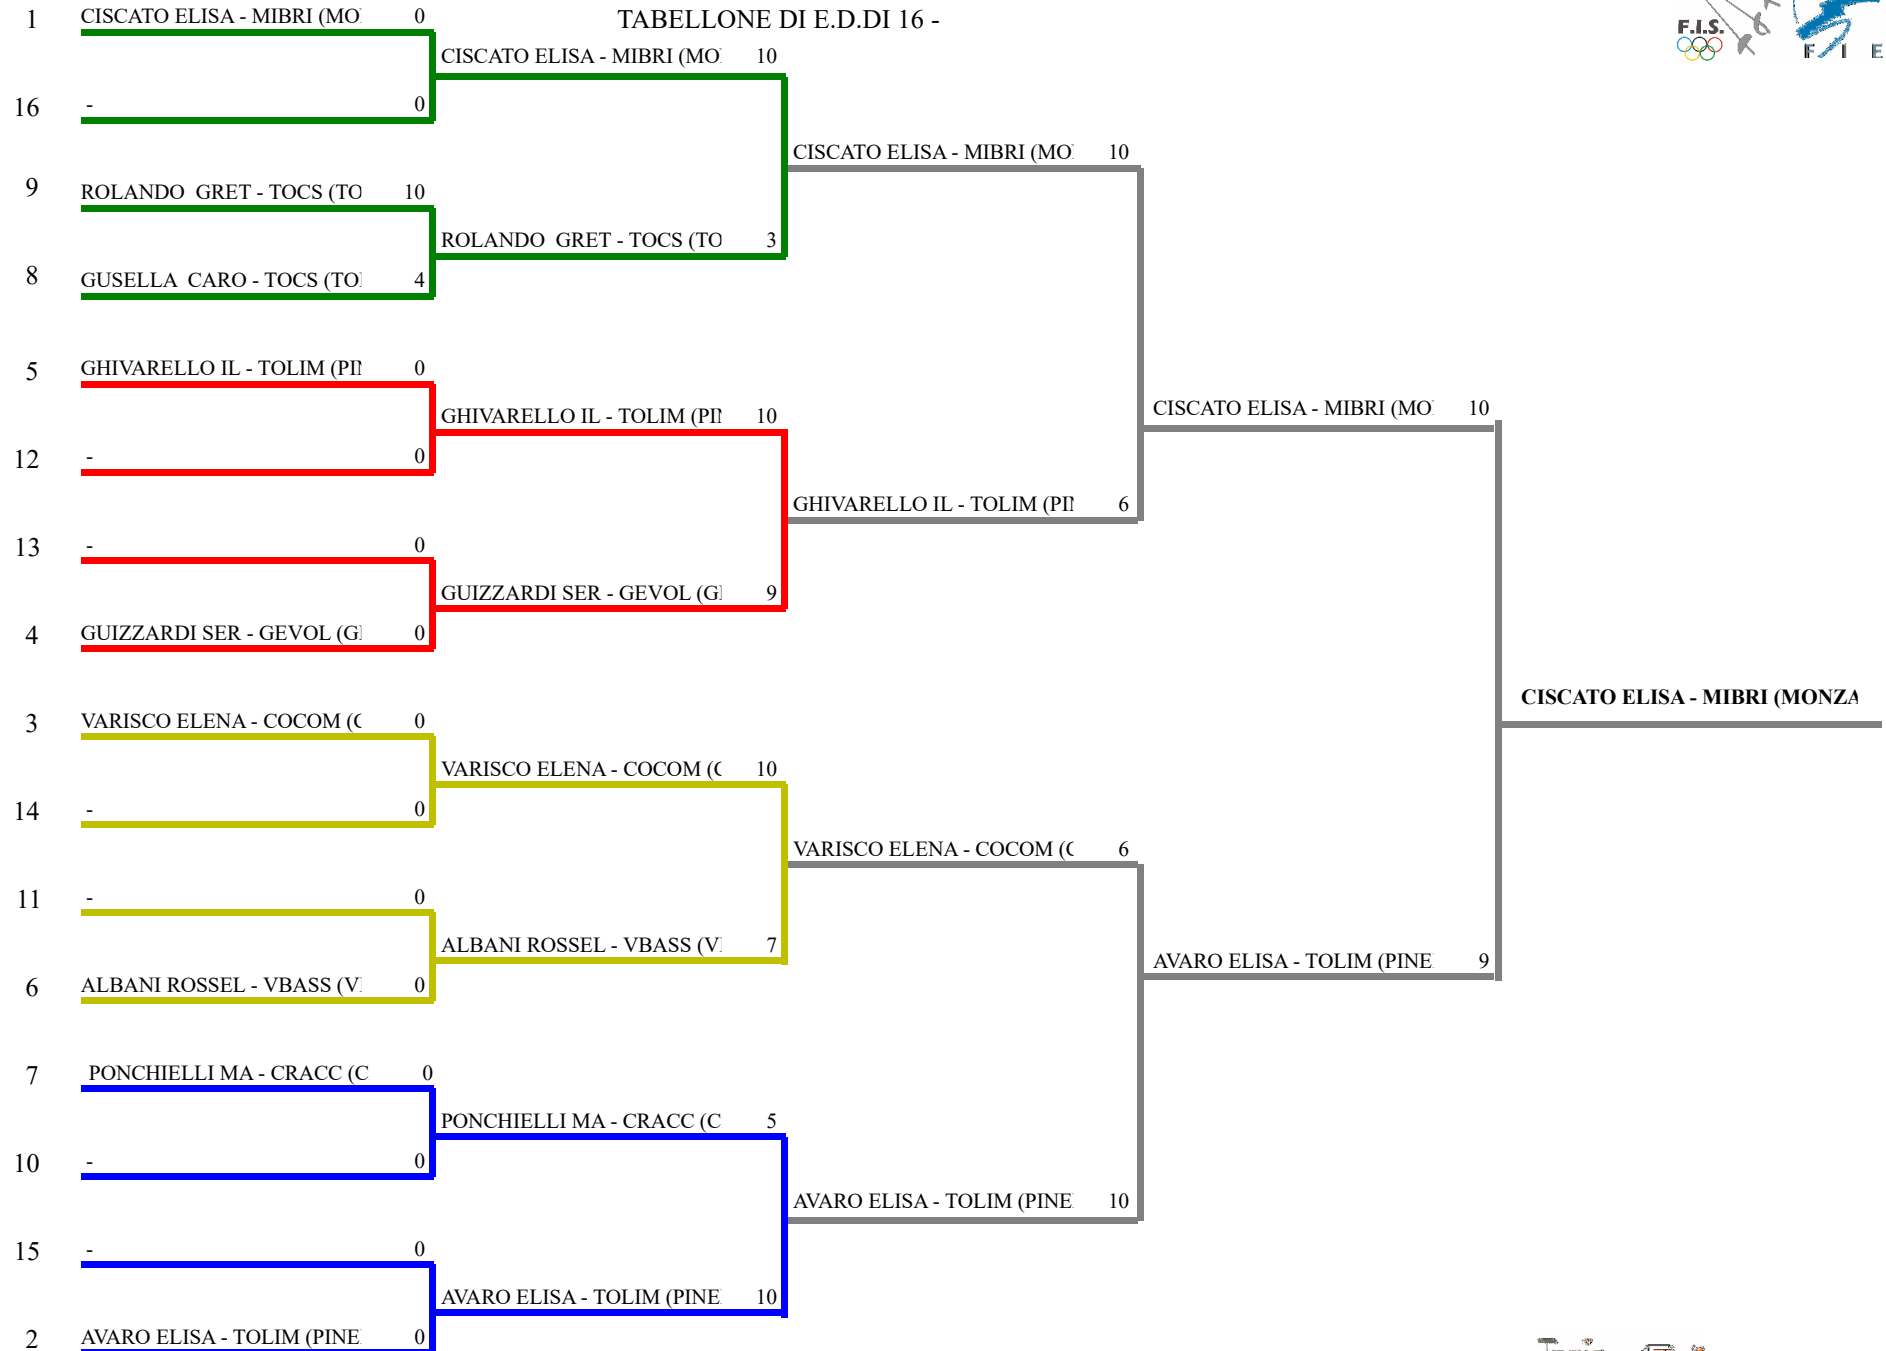 TABELLONE DI E.D.DI 16 -
F.I.S.
F I E
1 CISCATO ELISA - MIBRI (MO 0
CISCATO ELISA - MIBRI (MO 10
16 - 0
CISCATO ELISA - MIBRI (MO 10
9 ROLANDO GRET - TOCS (TO 10
ROLANDO GRET - TOCS (TO 3
8 GUSELLA CARO - TOCS (TO 4
5 GHIVARELLO IL - TOLIM (PI 0
CISCATO ELISA - MIBRI (MO 10
GHIVARELLO IL - TOLIM (PI 10
12 - 0
GHIVARELLO IL - TOLIM (PI 6
13 - 0
GUIZZARDI SER - GEVOL (G 9
4 GUIZZARDI SER - GEVOL (G 0
CISCATO ELISA - MIBRI (MONZA
3 VARISCO ELENA - COCOM (C 0
VARISCO ELENA - COCOM (C 10
14 - 0
VARISCO ELENA - COCOM (C 6
11 - 0
ALBANI ROSSEL - VBASS (V 7
AVARO ELISA - TOLIM (PINE 9
6 ALBANI ROSSEL - VBASS (V 0
7 PONCHIELLI MA - CRACC (C 0
PONCHIELLI MA - CRACC (C 5
10 - 0
AVARO ELISA - TOLIM (PINE 10
15 - 0
AVARO ELISA - TOLIM (PINE 10
2 AVARO ELISA - TOLIM (PINE 0